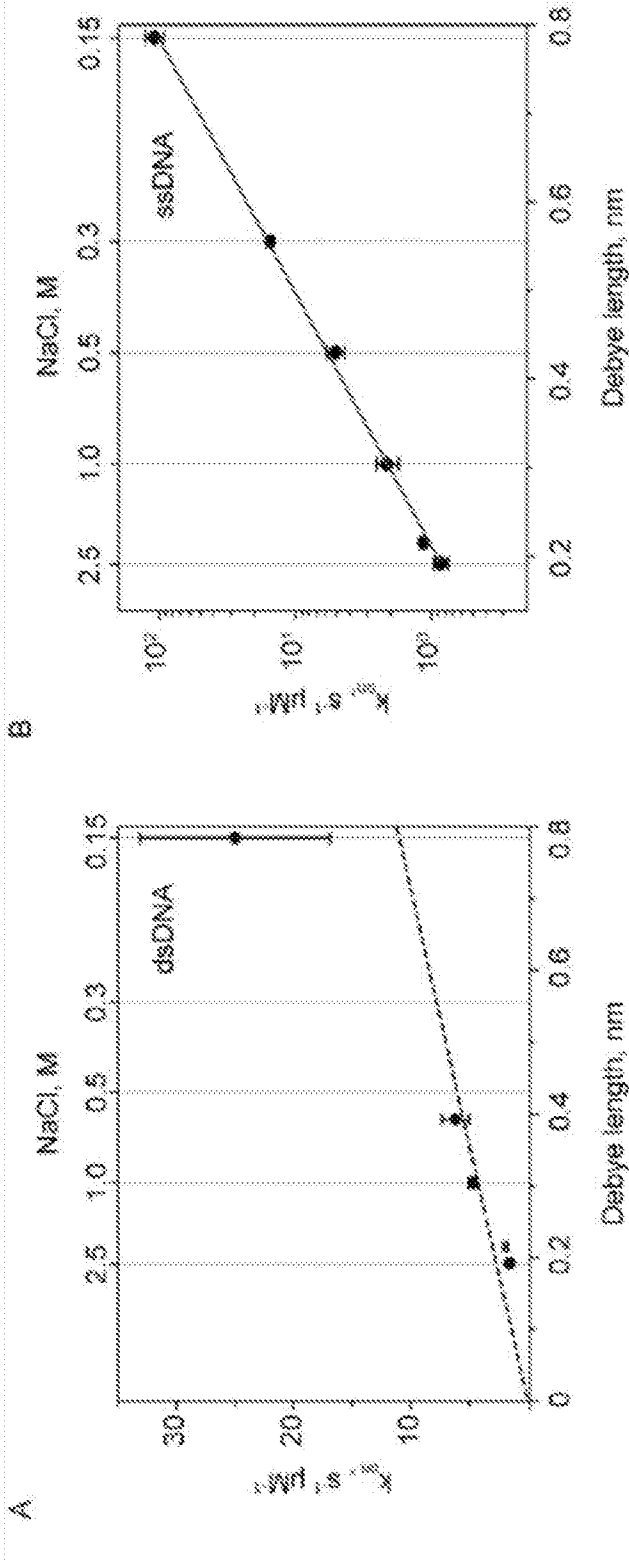 A
NaCl, M
2.5 1.0 0.5 0.3 0.15
dsDNA
30
20
10
0 0.2 0.4 0.6 0.8
Debye length, nm
B
NaCl, M
2.5 1.0 0.5 0.3 0.15
ssDNA
10²
10¹
10⁰
0.2 0.4 0.6 0.8
Debye length, nm